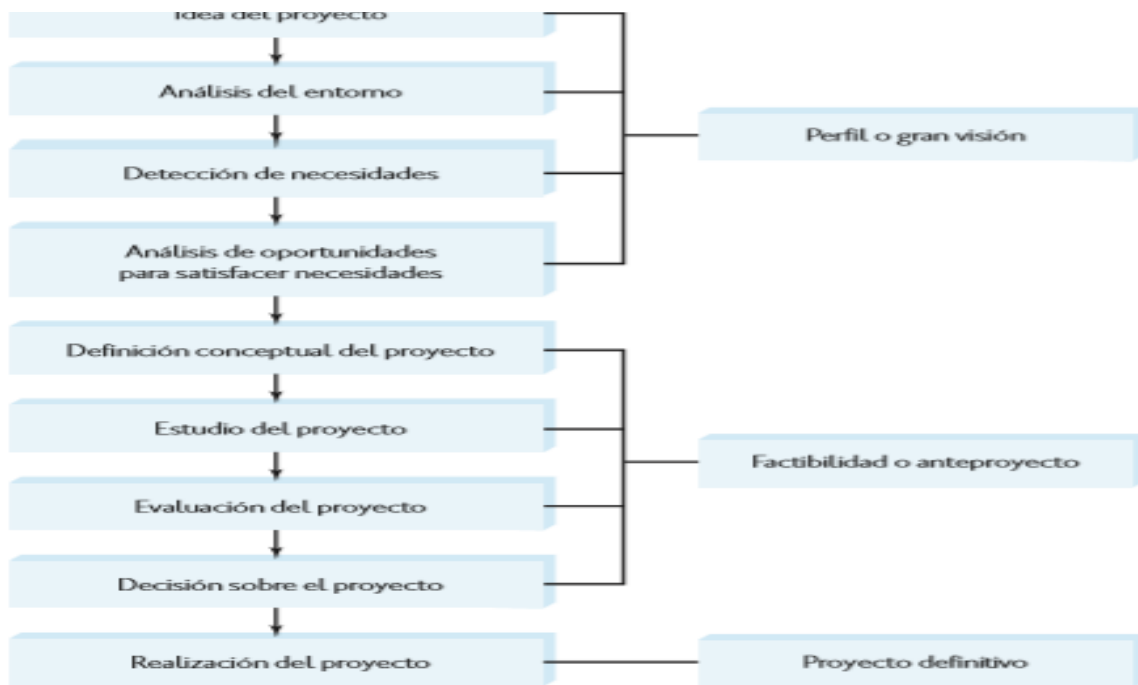 Idea del proyecto
Análisis del entorno
Detección de necesidades
Análisis de oportunidades
para satisfacer necesidades
Perfil o gran visión
Definición conceptual del proyecto
Estudio del proyecto
Evaluación del proyecto
Decisión sobre el proyecto
Factibilidad o anteproyecto
Realización del proyecto
Proyecto definitivo